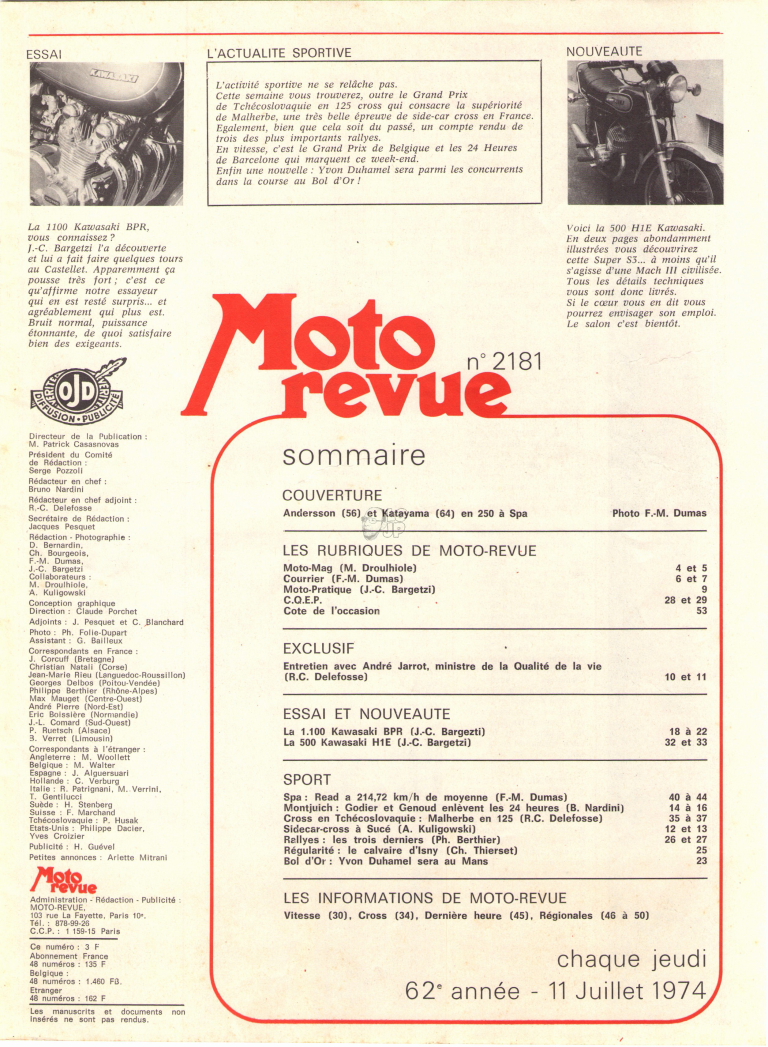 ESSAI
KAWASAKI
La 1100 Kawasaki BPR,
vous connaissez ?
J.-C. Bargetzi l'a découverte
et lui a fait faire quelques tours
au Castellet. Apparemment ça
pousse très fort ; c'est ce
qu'affirme notre essayeur
qui en est resté surpris... et
agréablement qui plus est.
Bruit normal, puissance
étonnante, de quoi satisfaire
bien des exigeants.
L'ACTUALITE SPORTIVE
L'activité sportive ne se relâche pas.
Cette semaine vous trouverez, outre le Grand Prix
de Tchécoslovaquie en 125 cross qui consacre la supériorité
de Malherbe, une très belle épreuve de side-car cross en France.
Egalement, bien que cela soit du passé, un compte rendu de
trois des plus importants rallyes.
En vitesse, c'est le Grand Prix de Belgique et les 24 Heures
de Barcelone qui marquent ce week-end.
Enfin une nouvelle : Yvon Duhamel sera parmi les concurrents
dans la course au Bol d'Or !
NOUVEAUTE
Voici la 500 H1E Kawasaki.
En deux pages abondamment
illustrées vous découvrirez
cette Super S3... à moins qu'il
s'agisse d'une Mach III civilisée.
Tous les détails techniques
vous sont donc livrés.
Si le cœur vous en dit vous
pourrez envisager son emploi.
Le salon c'est bientôt.
OJD
DIFFUSION • PUBLICITÉ
Directeur de la Publication :
M. Patrick Casasnovas
Président du Comité
de Rédaction :
Serge Pozzoli
Rédacteur en chef :
Bruno Nardini
Rédacteur en chef adjoint :
R.-C. Delefosse
Secrétaire de Rédaction :
Jacques Pesquet
Rédaction - Photographie :
D. Bernardin,
Ch. Bourgeois,
F.-M. Dumas,
J.-C. Bargetzi
Collaborateurs :
M. Droulhiole,
A. Kuligowski
Conception graphique
Direction : Claude Porchet
Adjoints : J. Pesquet et C. Blanchard
Photo : Ph. Folie-Dupart
Assistant : G. Bailleux
Correspondants en France :
J. Corcuff (Bretagne)
Christian Natali (Corse)
Jean-Marie Rieu (Languedoc-Roussillon)
Georges Delbos (Poitou-Vendée)
Philippe Berthier (Rhône-Alpes)
Max Mauget (Centre-Ouest)
André Pierre (Nord-Est)
Eric Boissière (Normandie)
J.-L. Comard (Sud-Ouest)
P. Ruetsch (Alsace)
B. Verret (Limousin)
Correspondants à l'étranger :
Angleterre : M. Woollett
Belgique : M. Walter
Espagne : J. Alguersuari
Hollande : C. Verburg
Italie : R. Patrignani, M. Verrini,
T. Gentilucci
Suède : H. Stenberg
Suisse : F. Marchand
Tchécoslovaquie : P. Husak
Etats-Unis : Philippe Dacier,
Yves Croizier
Publicité : H. Guével
Petites annonces : Arlette Mitrani
Moto
revue
Administration - Rédaction - Publicité :
MOTO-REVUE,
103 rue La Fayette, Paris 10e.
Tél. : 878-99-26
C.C.P. : 1 159-15 Paris
Ce numéro : 3 F
Abonnement France
48 numéros : 135 F
Belgique :
48 numéros : 1.460 FB.
Etranger
48 numéros : 162 F
Les manuscrits et documents non
insérés ne sont pas rendus.
Moto
revue
n° 2181
sommaire
COUVERTURE
Andersson (56) et Katayama (64) en 250 à Spa Photo F.-M. Dumas
LES RUBRIQUES DE MOTO-REVUE
Moto-Mag (M. Droulhiole) 4 et 5
Courrier (F.-M. Dumas) 6 et 7
Moto-Pratique (J.-C. Bargetzi) 9
C.Q.E.P. 28 et 29
Cote de l'occasion 53
EXCLUSIF
Entretien avec André Jarrot, ministre de la Qualité de la vie
(R.C. Delefosse) 10 et 11
ESSAI ET NOUVEAUTE
La 1.100 Kawasaki BPR (J.-C. Bargezti) 18 à 22
La 500 Kawasaki H1E (J.-C. Bargetzi) 32 et 33
SPORT
Spa : Read a 214,72 km/h de moyenne (F.-M. Dumas) 40 à 44
Montjuich : Godier et Genoud enlèvent les 24 heures (B. Nardini) 14 à 16
Cross en Tchécoslovaquie : Malherbe en 125 (R.C. Delefosse) 35 à 37
Sidecar-cross à Sucé (A. Kuligowski) 12 et 13
Rallyes : les trois derniers (Ph. Berthier) 26 et 27
Régularité : le calvaire d'Isny (Ch. Thierset) 25
Bol d'Or : Yvon Duhamel sera au Mans 23
LES INFORMATIONS DE MOTO-REVUE
Vitesse (30), Cross (34), Dernière heure (45), Régionales (46 à 50)
chaque jeudi
62e année - 11 Juillet 1974